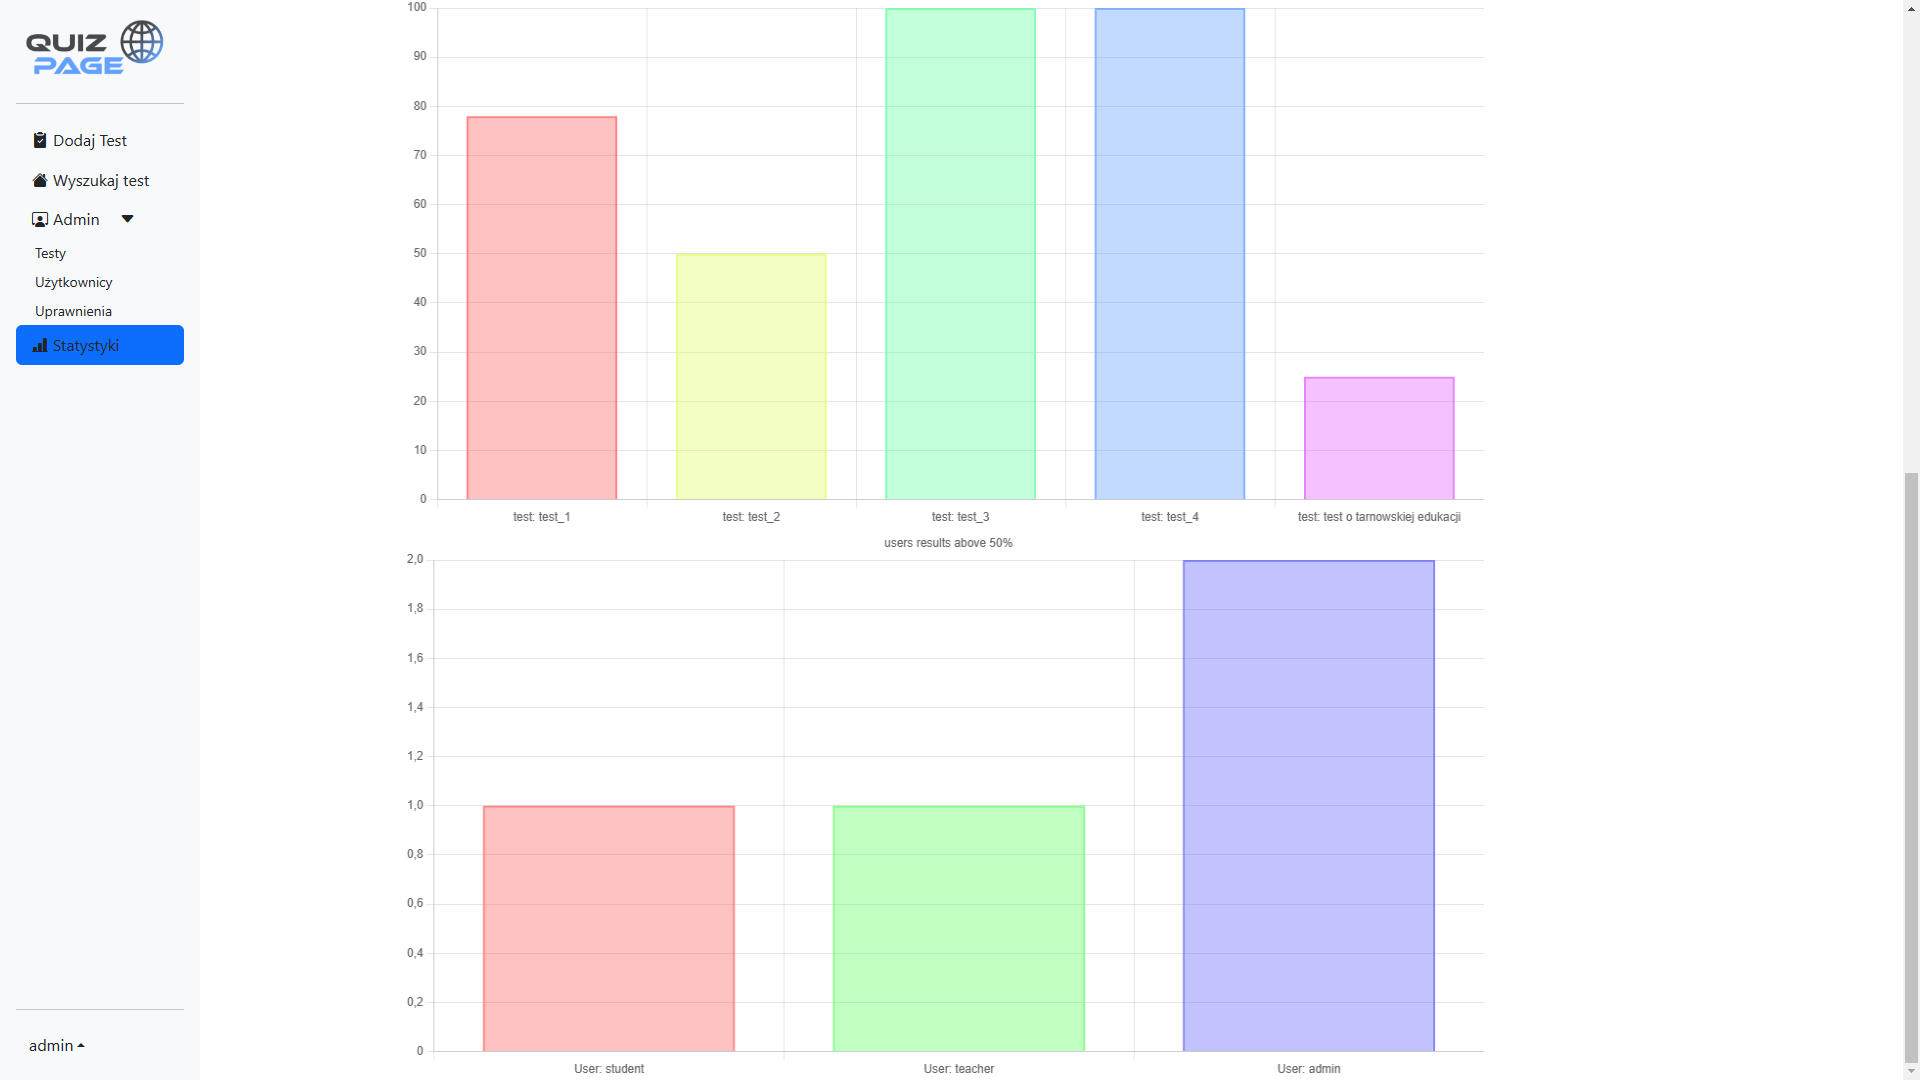 QUIZ
PAGE
Dodaj Test
Wyszukaj test
Admin
Testy
Użytkownicy
Uprawnienia
Statystyki
admin
100
90
80
70
60
50
40
30
20
10
0
test: test_1 test: test_2 test: test_3 test: test_4 test: test o tarnowskiej edukacji
users results above 50%
2,0
1,8
1,6
1,4
1,2
1,0
0,8
0,6
0,4
0,2
0
User: student User: teacher User: admin